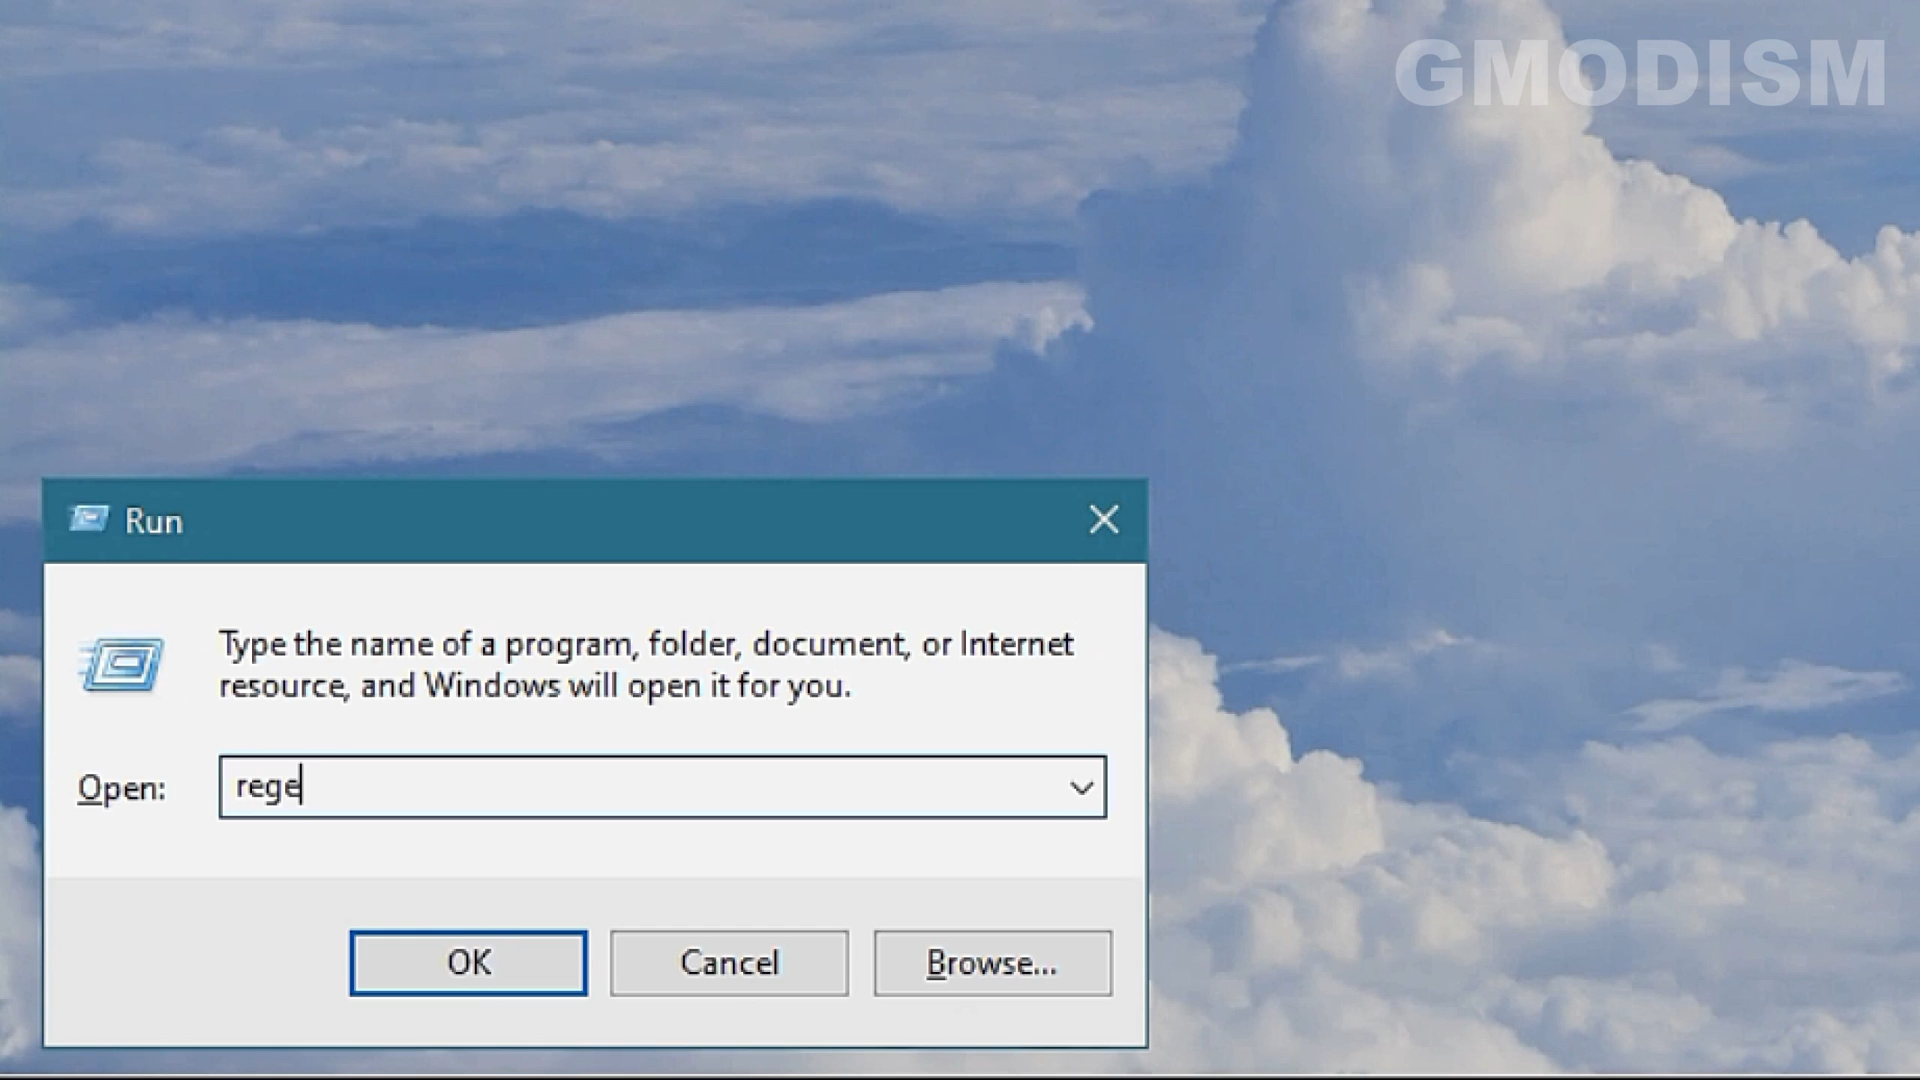 GMODISM
Run
Type the name of a program, folder, document, or Internet
resource, and Windows will open it for you.
Open:
rege
OK
Cancel
Browse...